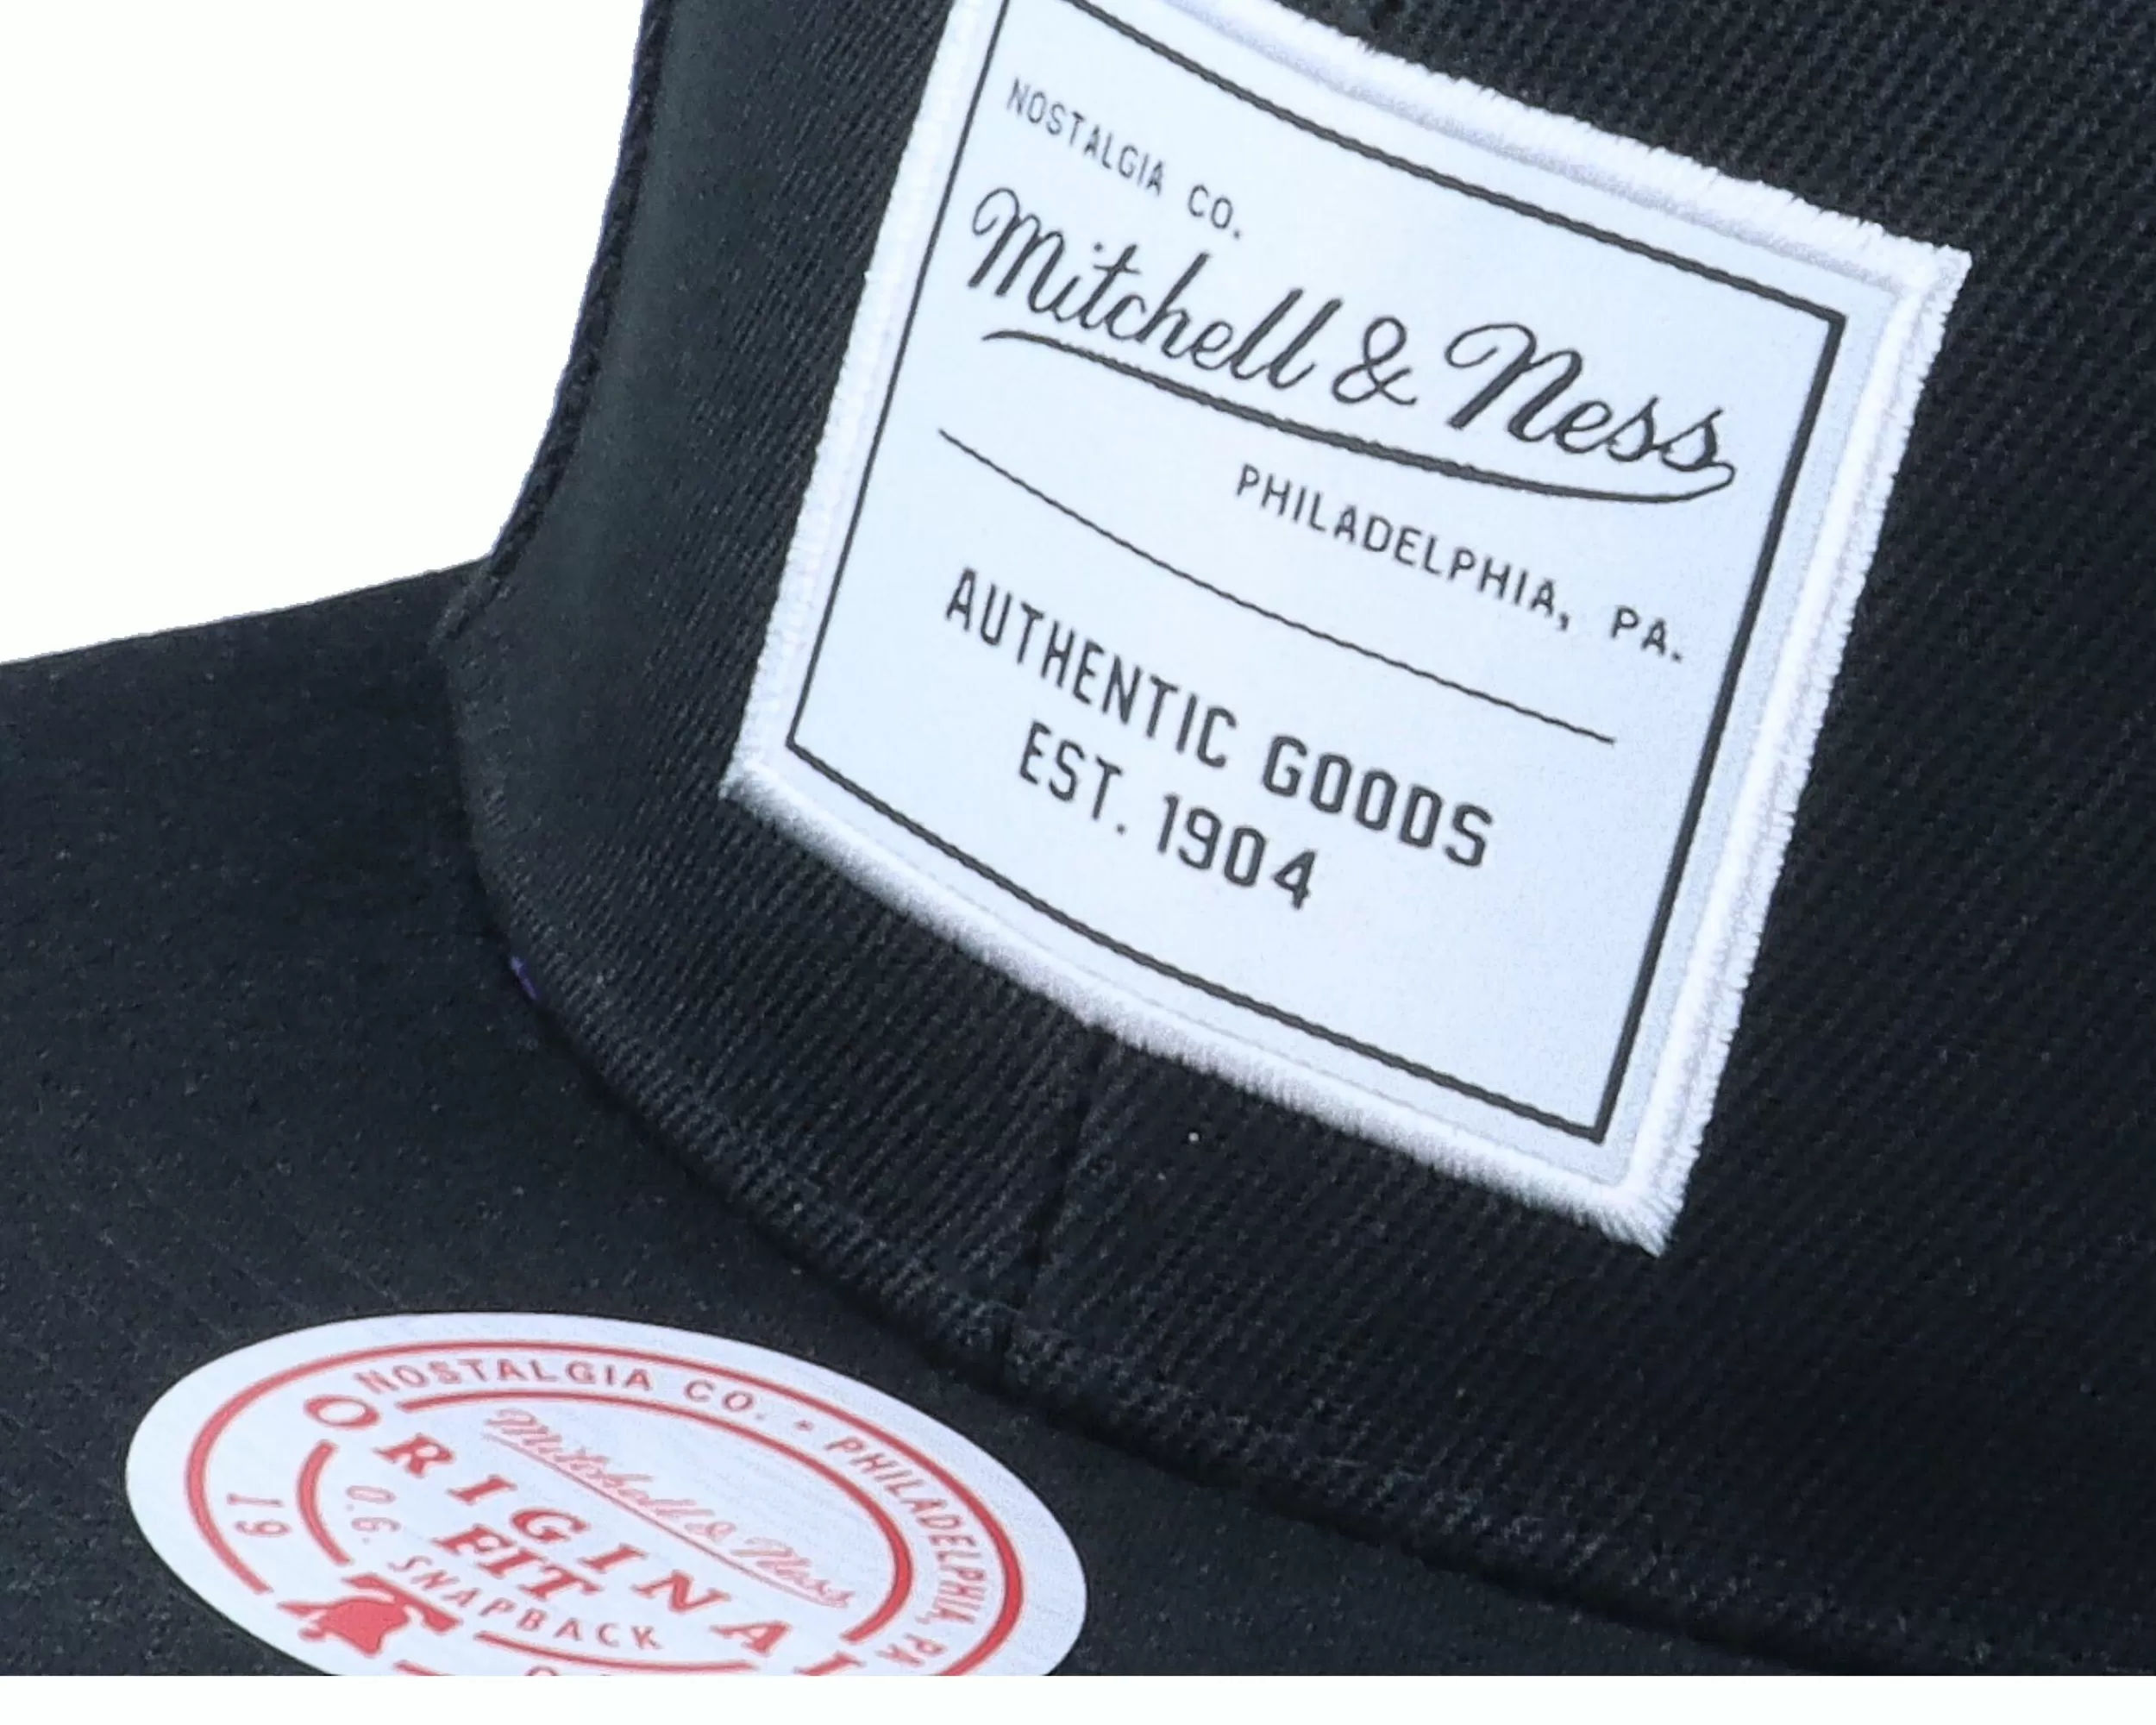 NOSTALGIA CO.
Mitchell & Ness
PHILADELPHIA, PA.
AUTHENTIC GOODS
EST. 1904
NOSTALGIA CO. • PHILADELPHIA, PA
Mitchell & Ness
ORIGINAL
FIT
O.G. SNAPBACK
19